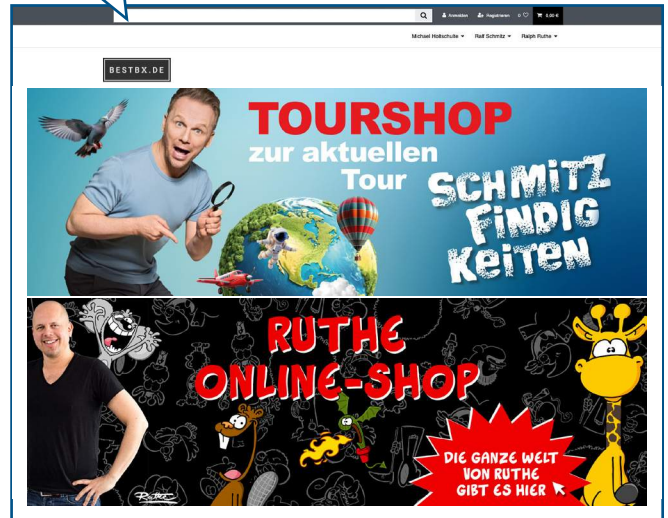 Anmelden Registrieren 0 0,00 €
Michael Holtschulte Ralf Schmitz Ralph Ruthe
BESTBX.DE
TOURSHOP
zur aktuellen
Tour
SCHMiTZ
FiNDiG
KeiTEN
RUTHE
ONLINE-SHOP
DIE GANZE WELT
VON RUTHE
GIBT ES HIER
Ruthe